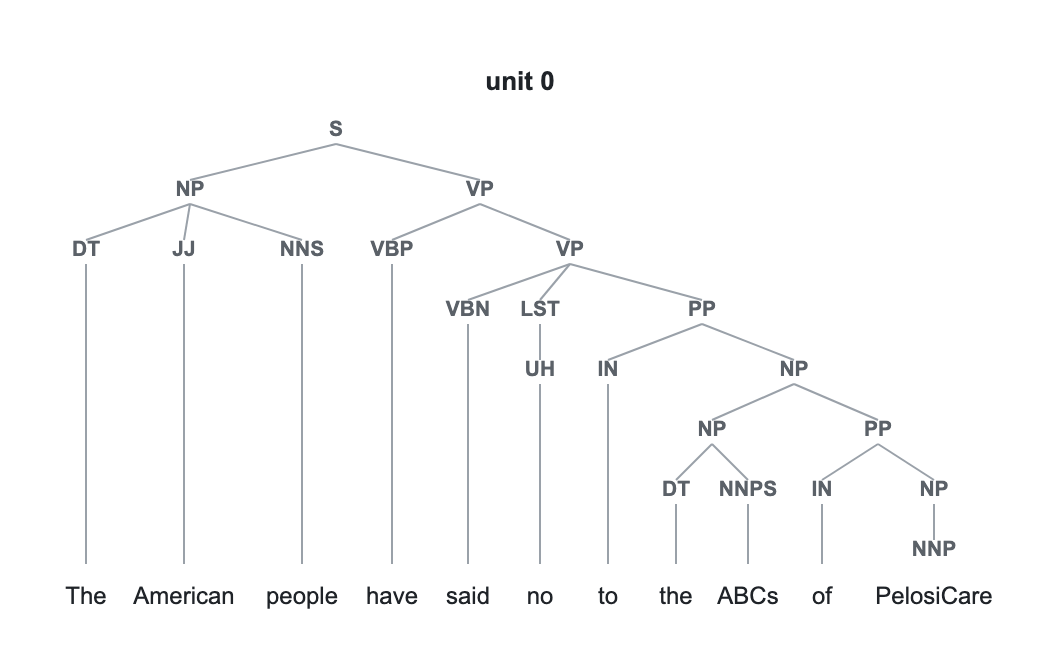 unit 0
S
NP VP
DT JJ NNS VBP VP
VBN LST PP
UH IN NP
NP PP
DT NNPS IN NP
NNP
The American people have said no to the ABCs of PelosiCare